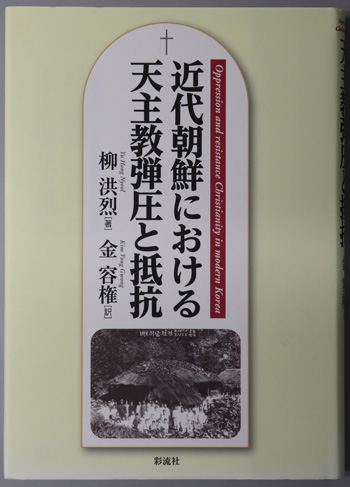 Oppression and resistance Christianity in modern Korea
近代朝鮮における
天主教弾圧と抵抗
柳 洪烈[著]
Yu Hong Nyeol
金 容権[訳]
Kim Yong Gwong
彩流社